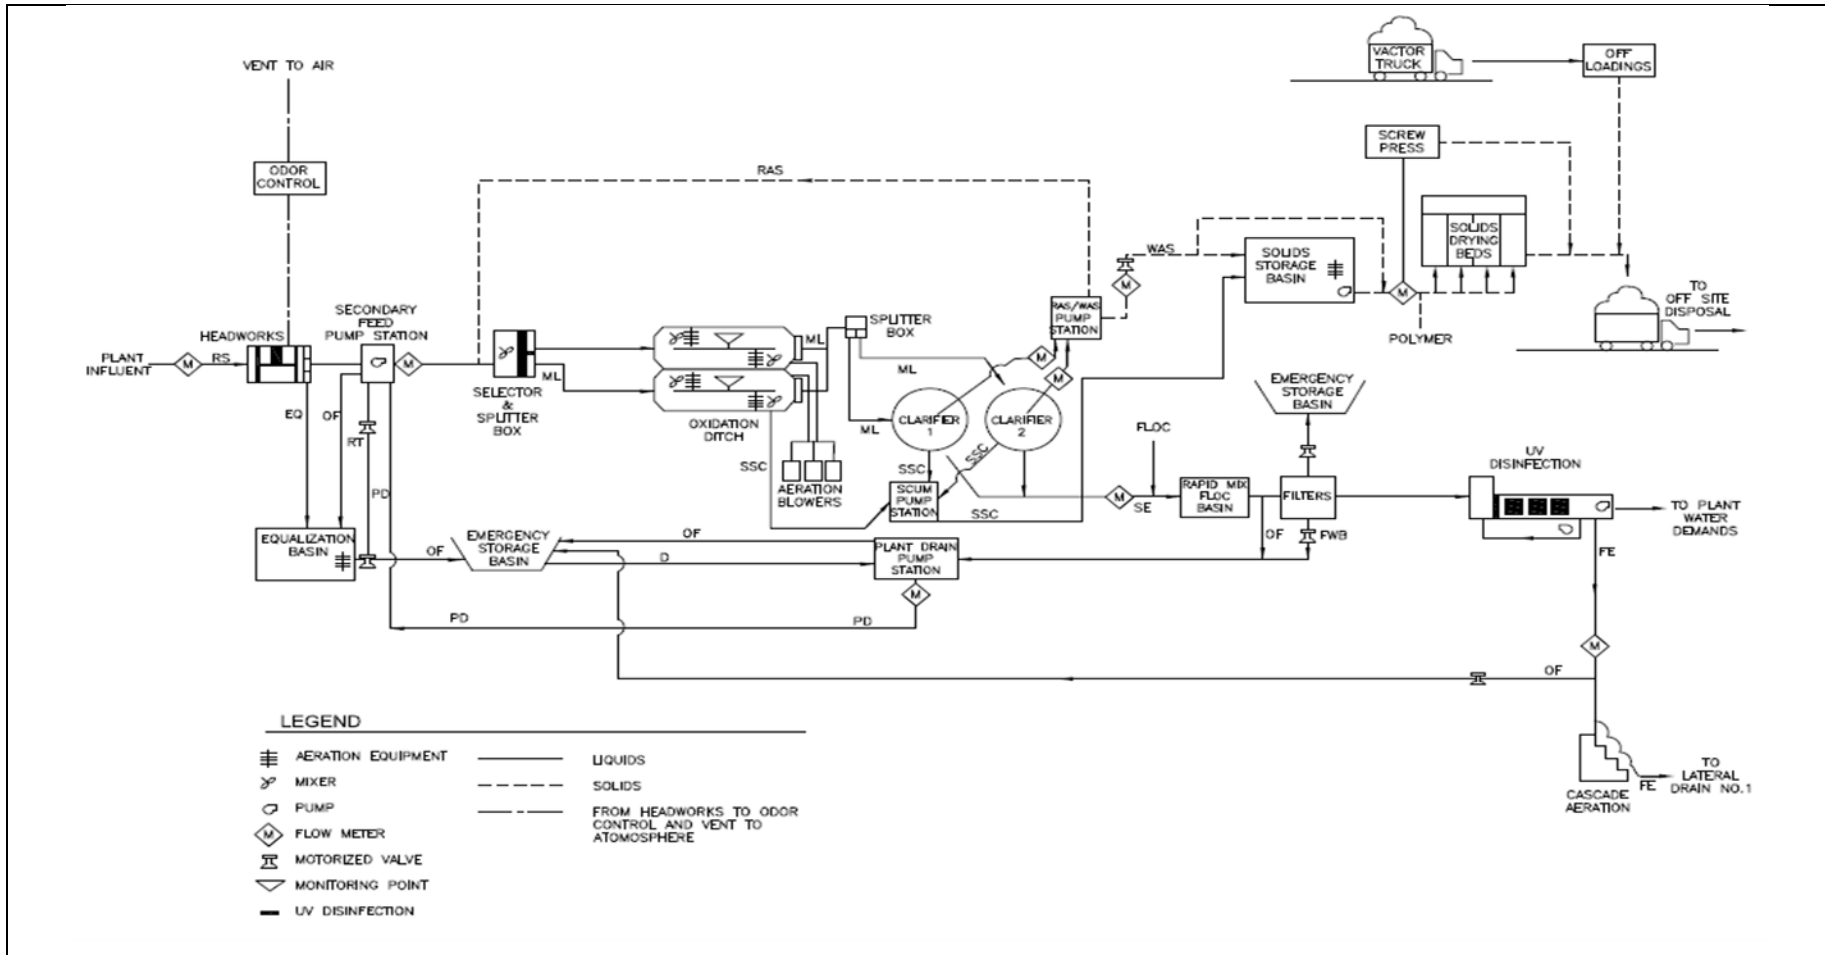 VACTOR
TRUCK
OFF
LOADINGS
VENT TO AIR
SCREW
PRESS
ODOR
CONTROL
RAS
SOLIDS
DRYING
BEDS
WAS
SOLIDS
STORAGE
BASIN
M
TO
OFF SITE
DISPOSAL
M
POLYMER
SECONDARY
FEED
PUMP STATION
HEADWORKS
PLANT
INFLUENT
M
RS
M
SELECTOR
&
SPLITTER
BOX
ML
ML
OXIDATION
DITCH
SPLITTER
BOX
ML
ML
RAS/WAS
PUMP
STATION
M
M
CLARIFIER
1
CLARIFIER
2
EMERGENCY
STORAGE
BASIN
EQ
OF
RT
PD
SSC
AERATION
BLOWERS
SSC
SSC
SCUM
PUMP
STATION
SSC
FLOC
M
SE
RAPID MIX
FLOC
BASIN
FILTERS
OF
FWB
UV
DISINFECTION
TO PLANT
WATER
DEMANDS
FE
EQUALIZATION
BASIN
OF
EMERGENCY
STORAGE
BASIN
OF
D
PLANT DRAIN
PUMP
STATION
M
PD
PD
M
OF
CASCADE
AERATION
FE
TO
LATERAL
DRAIN NO.1
LEGEND
AERATION EQUIPMENT
MIXER
PUMP
M
FLOW METER
MOTORIZED VALVE
MONITORING POINT
UV DISINFECTION
LIQUIDS
SOLIDS
FROM HEADWORKS TO ODOR
CONTROL AND VENT TO
ATOMOSPHERE